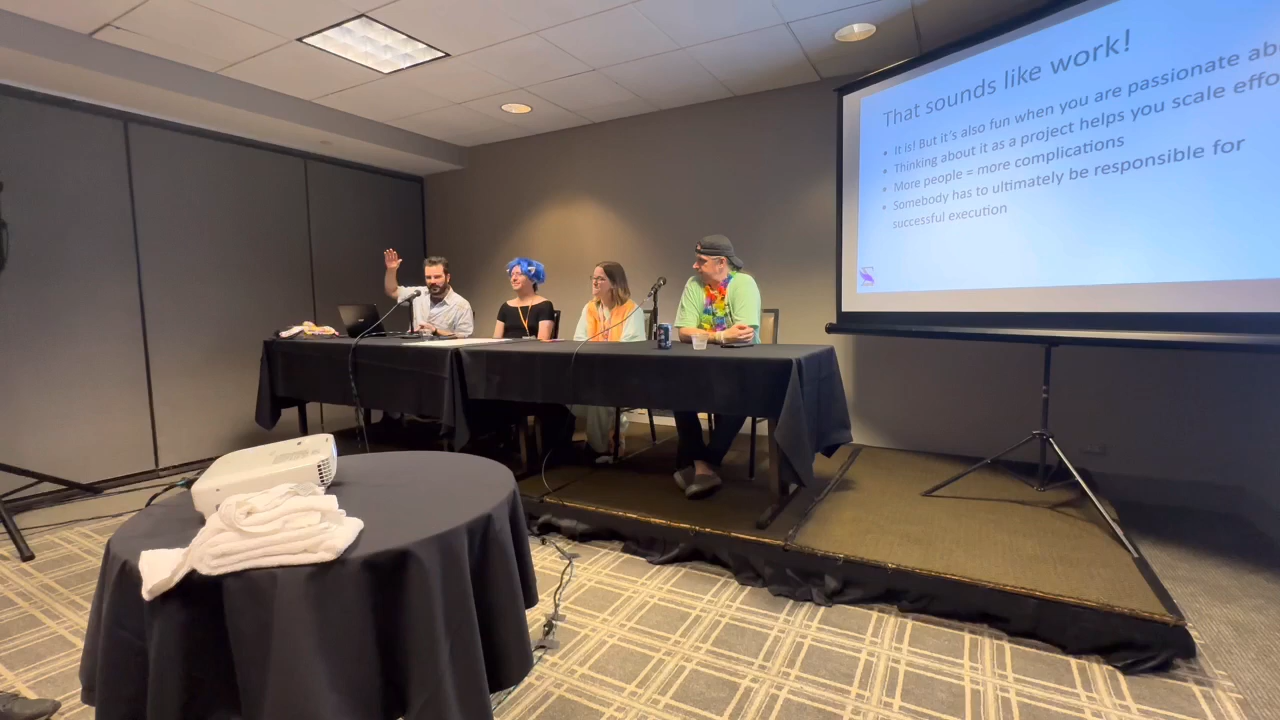 That sounds like work!
• It is! But it's also fun when you are passionate ab
• Thinking about it as a project helps you scale effo
• More people = more complications
• Somebody has to ultimately be responsible for
successful execution